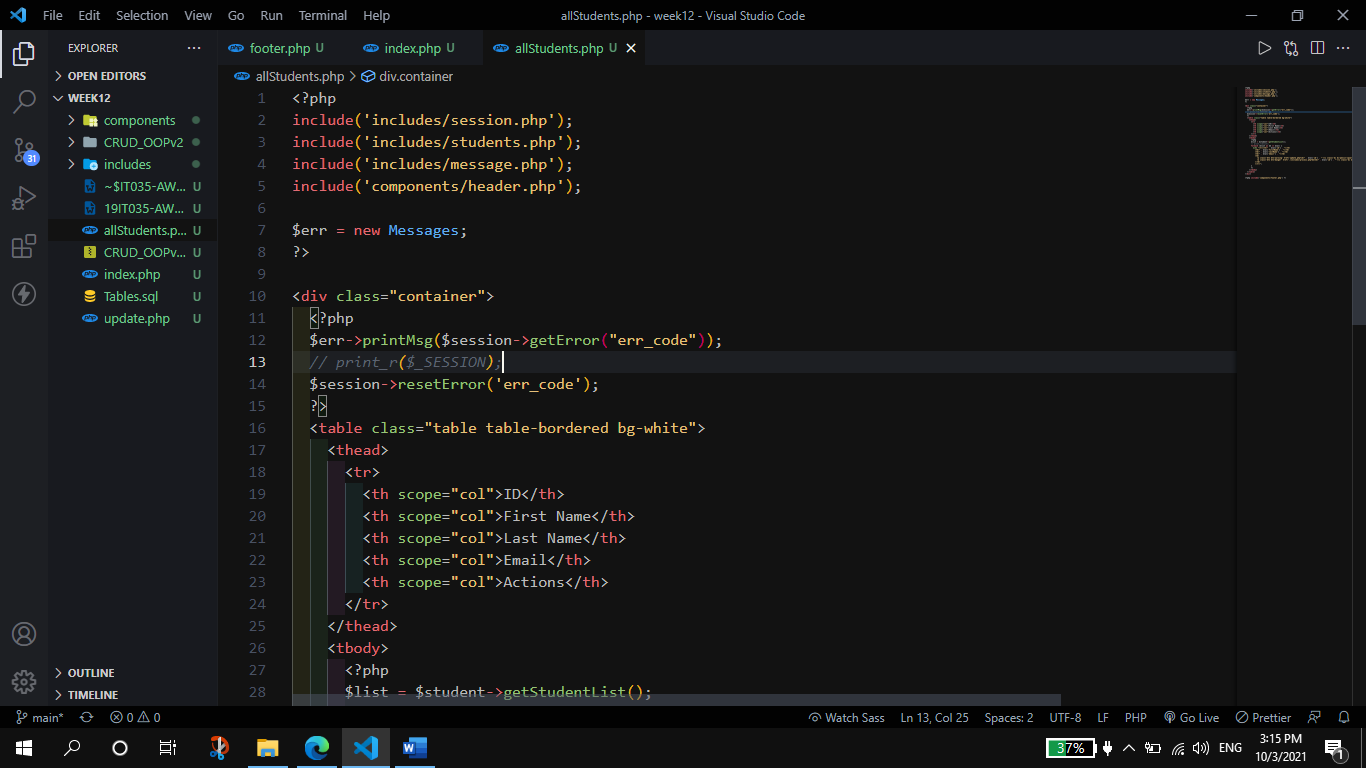 File Edit Selection View Go Run Terminal Help
allStudents.php - week12 - Visual Studio Code
EXPLORER
OPEN EDITORS
WEEK12
components
CRUD_OOPv2
includes
~$IT035-AW... U
19IT035-AW... U
allStudents.p... U
CRUD_OOPv... U
index.php U
Tables.sql U
update.php U
OUTLINE
TIMELINE
31
footer.php U
index.php U
allStudents.php U
allStudents.php > div.container
1 <?php
2 include('includes/session.php');
3 include('includes/students.php');
4 include('includes/message.php');
5 include('components/header.php');
6
7 $err = new Messages;
8 ?>
9
10 <div class="container">
11 <?php
12 $err->printMsg($session->getError("err_code"));
13 // print_r($_SESSION);
14 $session->resetError('err_code');
15 ?>
16 <table class="table table-bordered bg-white">
17 <thead>
18 <tr>
19 <th scope="col">ID</th>
20 <th scope="col">First Name</th>
21 <th scope="col">Last Name</th>
22 <th scope="col">Email</th>
23 <th scope="col">Actions</th>
24 </tr>
25 </thead>
26 <tbody>
27 <?php
28 $list = $student->getStudentList();
main* 0 0
Watch Sass Ln 13, Col 25 Spaces: 2 UTF-8 LF PHP Go Live Prettier
37% ENG
3:15 PM
10/3/2021
1